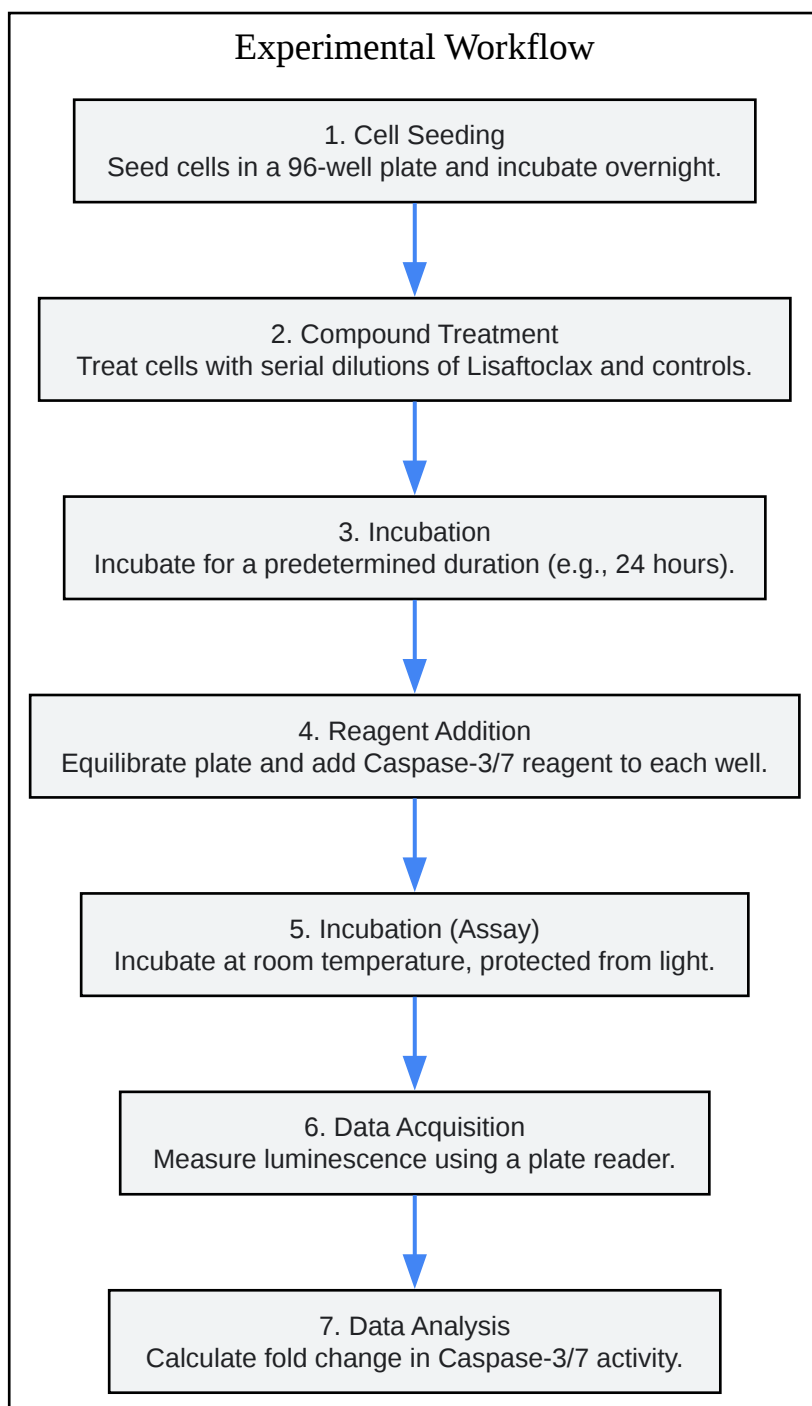 Experimental Workflow
1. Cell Seeding
Seed cells in a 96-well plate and incubate overnight.
2. Compound Treatment
Treat cells with serial dilutions of Lisaftoclax and controls.
3. Incubation
Incubate for a predetermined duration (e.g., 24 hours).
4. Reagent Addition
Equilibrate plate and add Caspase-3/7 reagent to each well.
5. Incubation (Assay)
Incubate at room temperature, protected from light.
6. Data Acquisition
Measure luminescence using a plate reader.
7. Data Analysis
Calculate fold change in Caspase-3/7 activity.